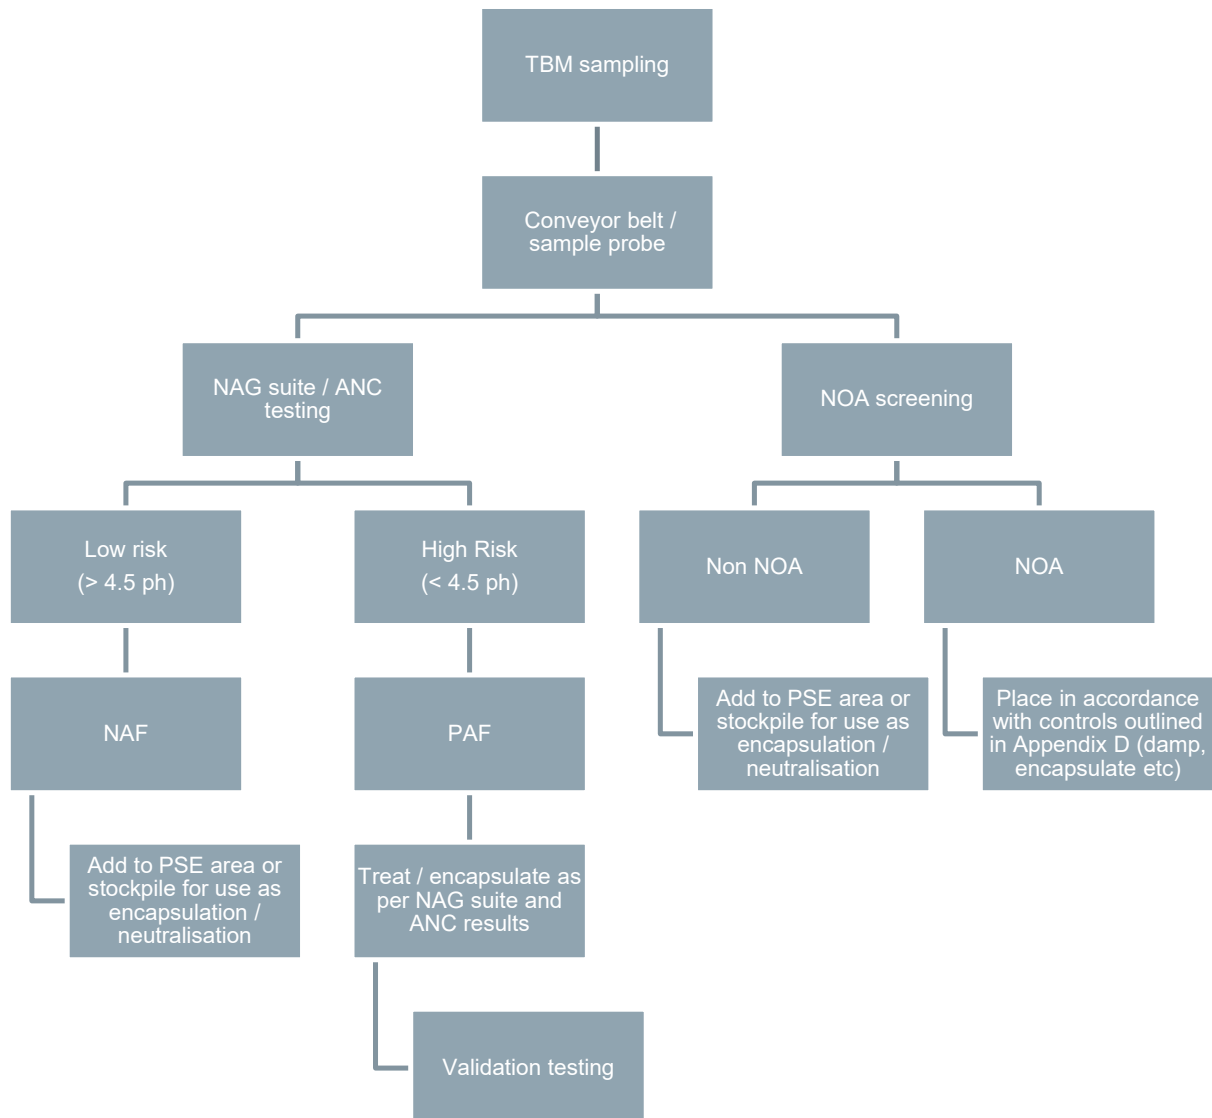 TBM sampling
Conveyor belt /
sample probe
NAG suite / ANC
testing
NOA screening
Low risk
(> 4.5 ph)
High Risk
(< 4.5 ph)
Non NOA
NOA
NAF
PAF
Add to PSE area or
stockpile for use as
encapsulation /
neutralisation
Place in accordance
with controls outlined
in Appendix D (damp,
encapsulate etc)
Add to PSE area or
stockpile for use as
encapsulation /
neutralisation
Treat / encapsulate as
per NAG suite and
ANC results
Validation testing